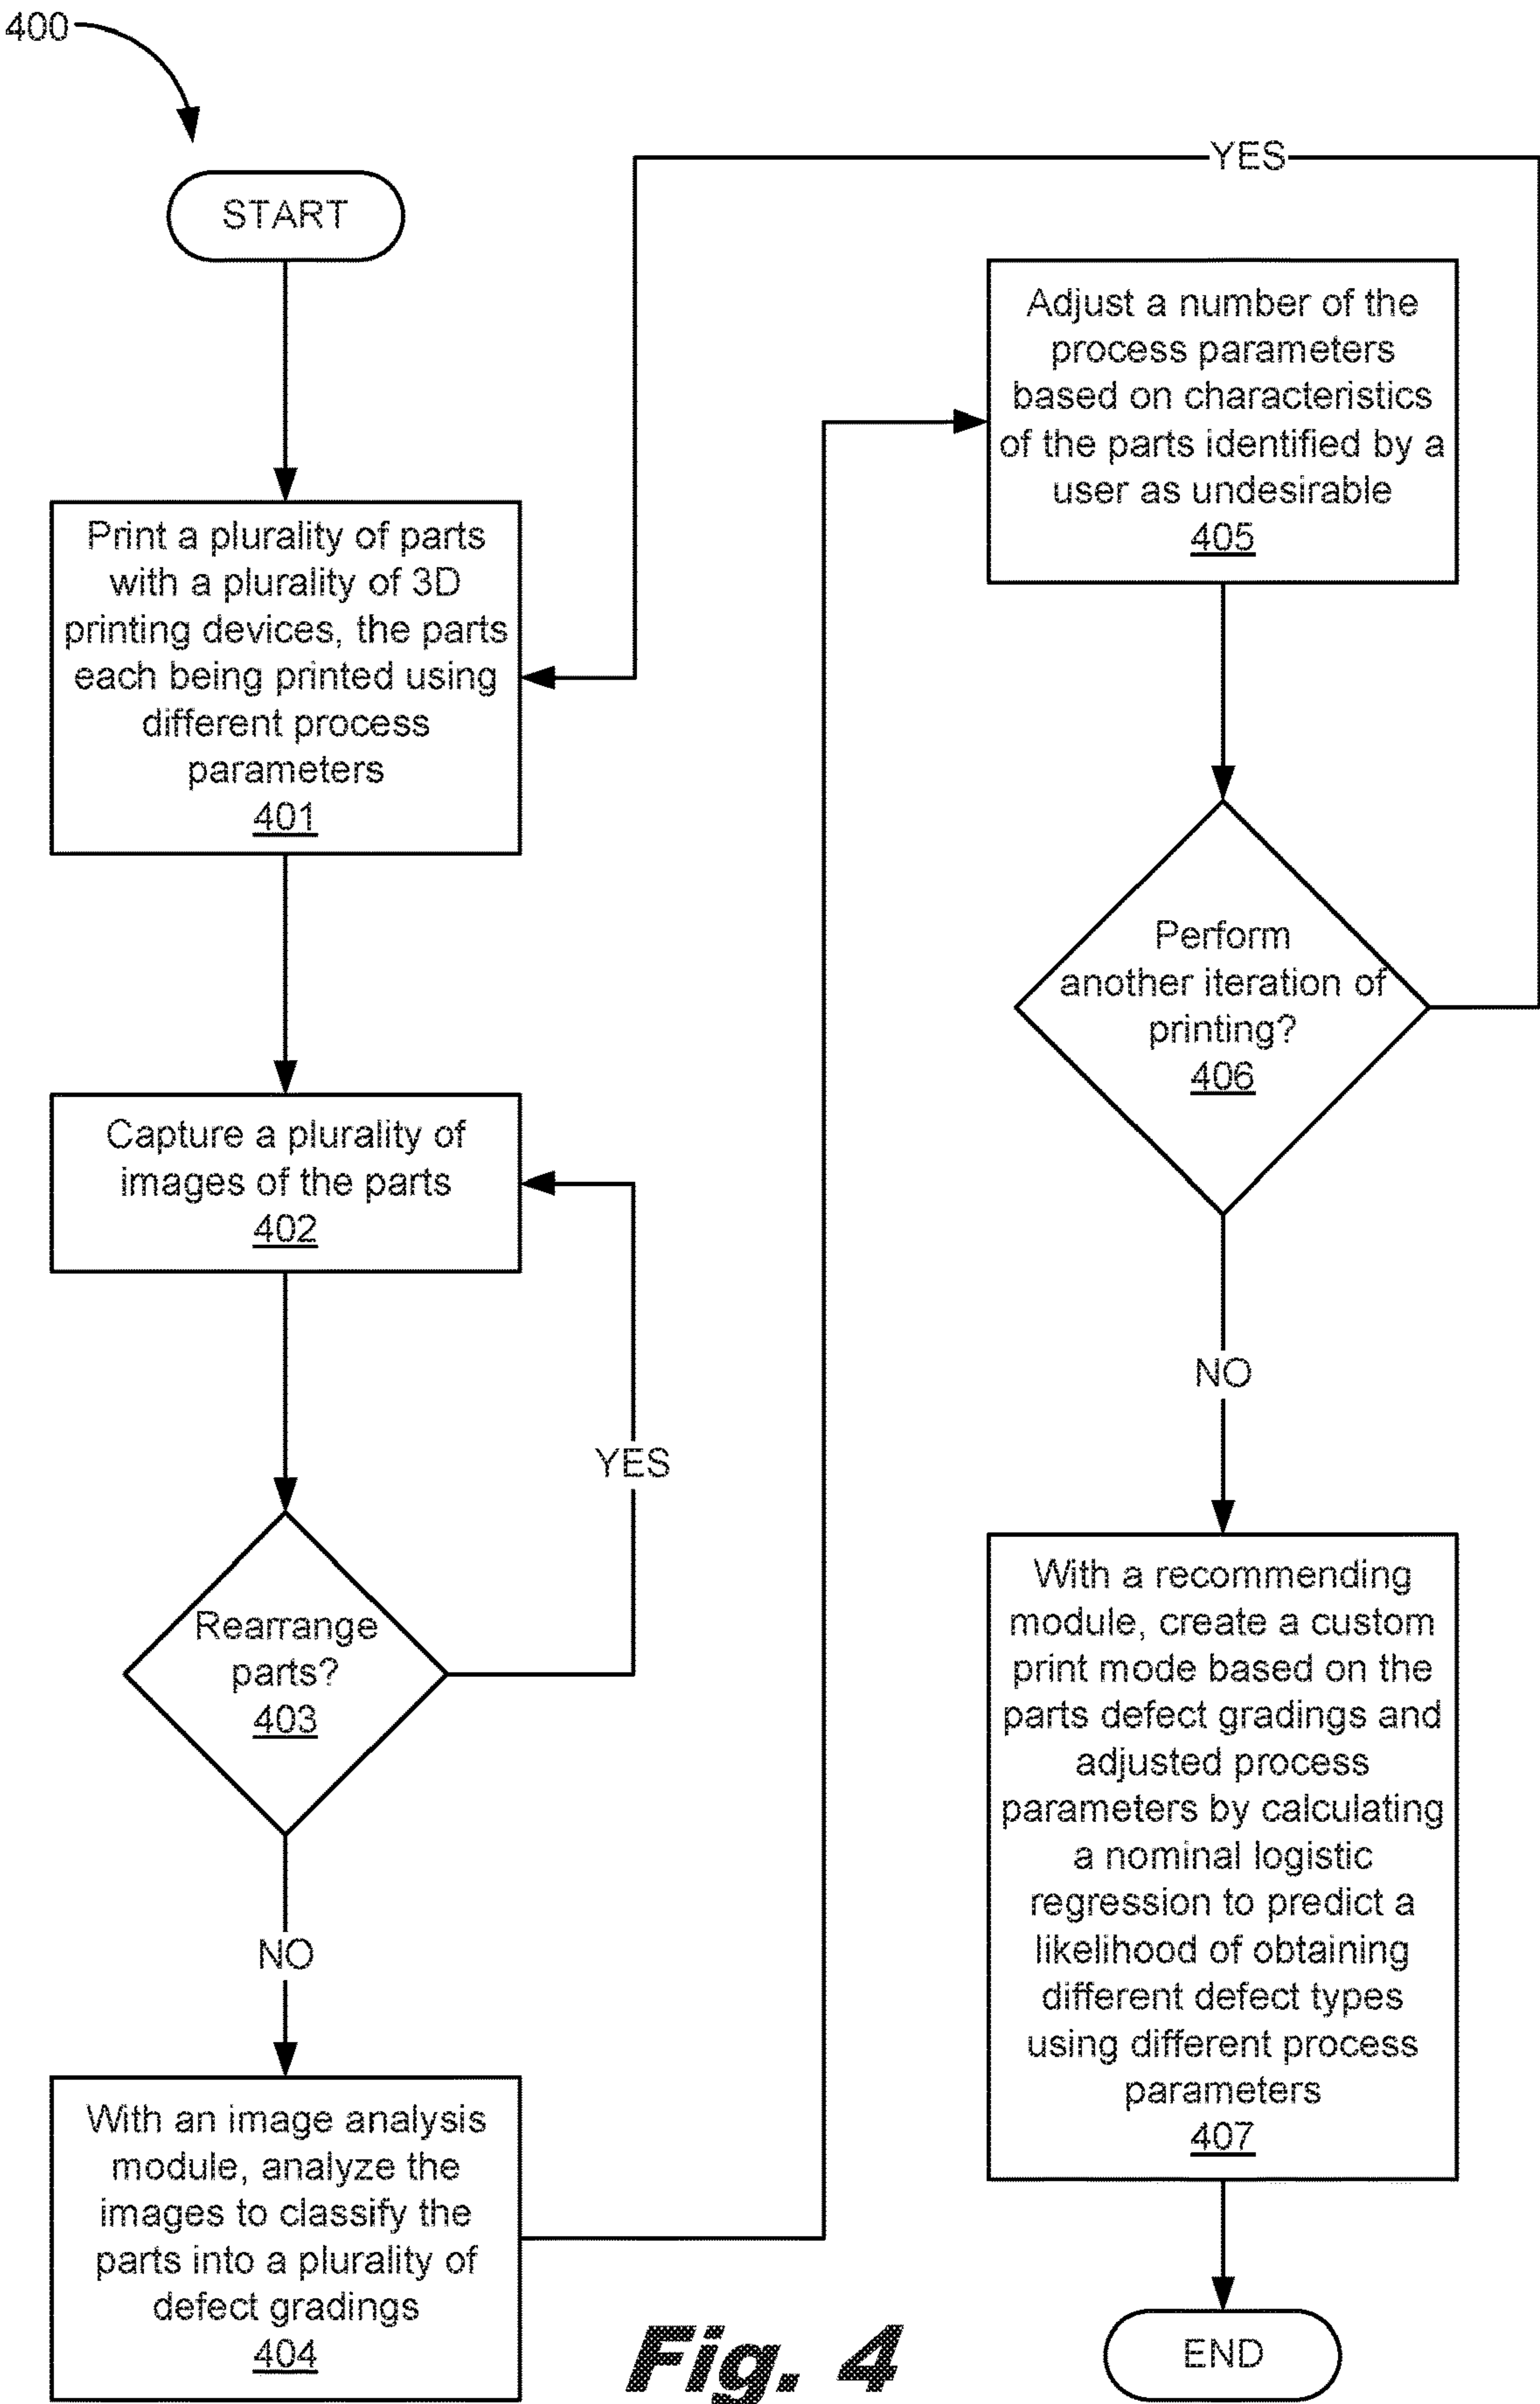 400
START
Print a plurality of parts
with a plurality of 3D
printing devices, the parts
each being printed using
different process
parameters
401
Capture a plurality of
images of the parts
402
YES
Rearrange
parts?
403
NO
With an image analysis
module, analyze the
images to classify the
parts into a plurality of
defect gradings
404
YES
Adjust a number of the
process parameters
based on characteristics
of the parts identified by a
user as undesirable
405
Perform
another iteration of
printing?
406
NO
With a recommending
module, create a custom
print mode based on the
parts defect gradings and
adjusted process
parameters by calculating
a nominal logistic
regression to predict a
likelihood of obtaining
different defect types
using different process
parameters
407
END
Fig. 4